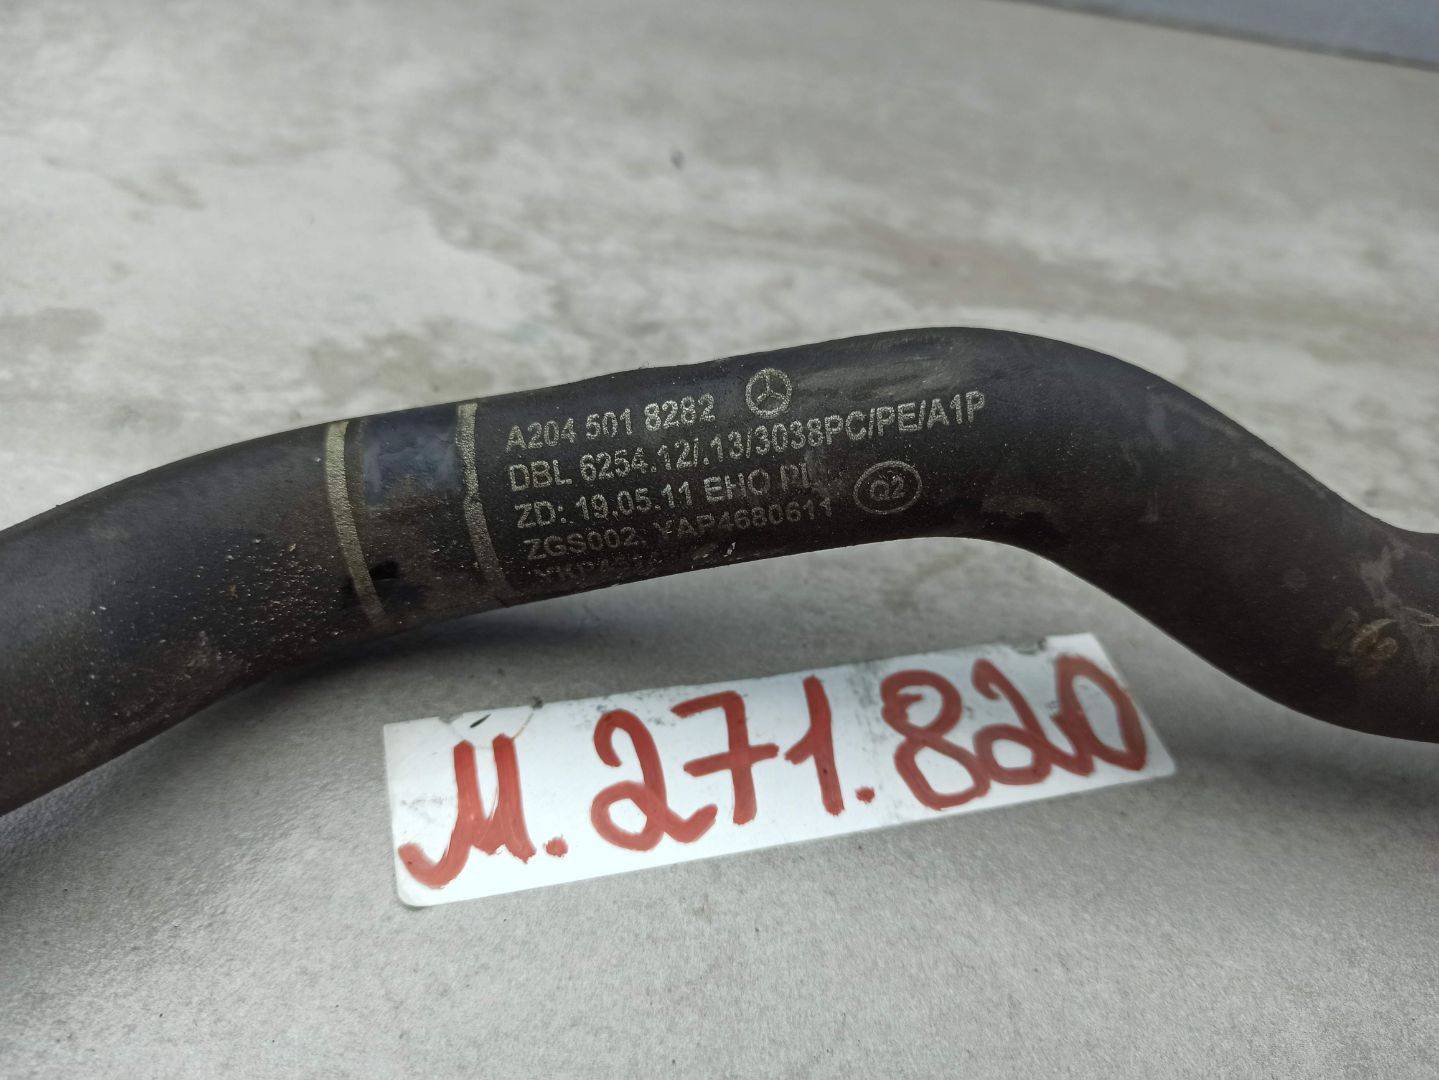 A204 501 8282
DBL 6254.12/.13/3038PC/PE/A1P
ZD: 19.05.11 EHO
Q2
ZGS002, YAP4680611
M.271.820